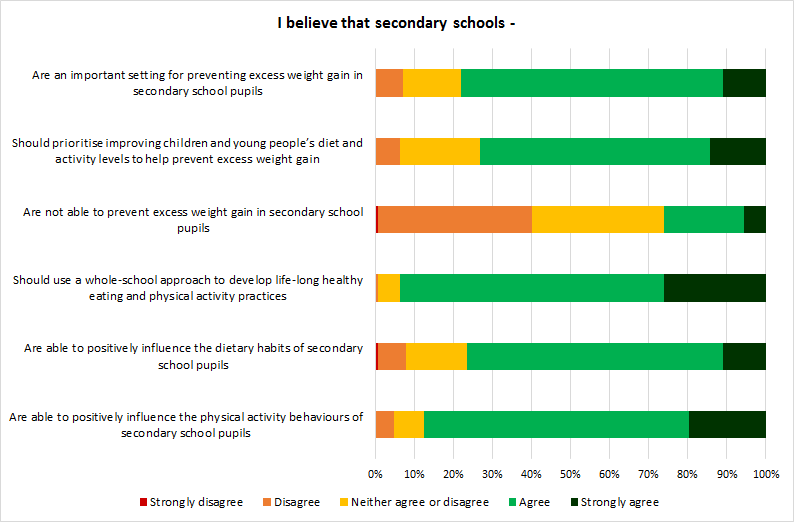 I believe that secondary schools -
Are an important setting for preventing excess weight gain in
secondary school pupils
Should prioritise improving children and young people's diet and
activity levels to help prevent excess weight gain
Are not able to prevent excess weight gain in secondary school
pupils
Should use a whole-school approach to develop life-long healthy
eating and physical activity practices
Are able to positively influence the dietary habits of secondary
school pupils
Are able to positively influence the physical activity behaviours of
secondary school pupils
0% 10% 20% 30% 40% 50% 60% 70% 80% 90% 100%
Strongly disagree Disagree Neither agree or disagree Agree Strongly agree